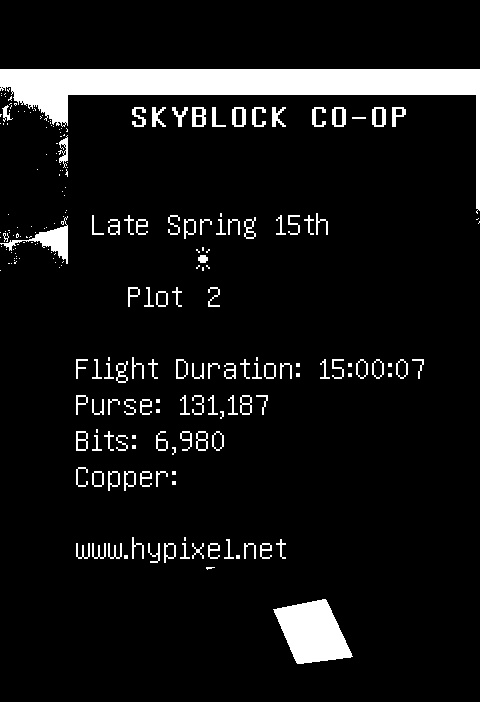 SKYBLOCK CO-OP
Late Spring 15th
Plot 2
Flight Duration: 15:00:07
Purse: 131,187
Bits: 6,980
Copper:
www.hypixel.net